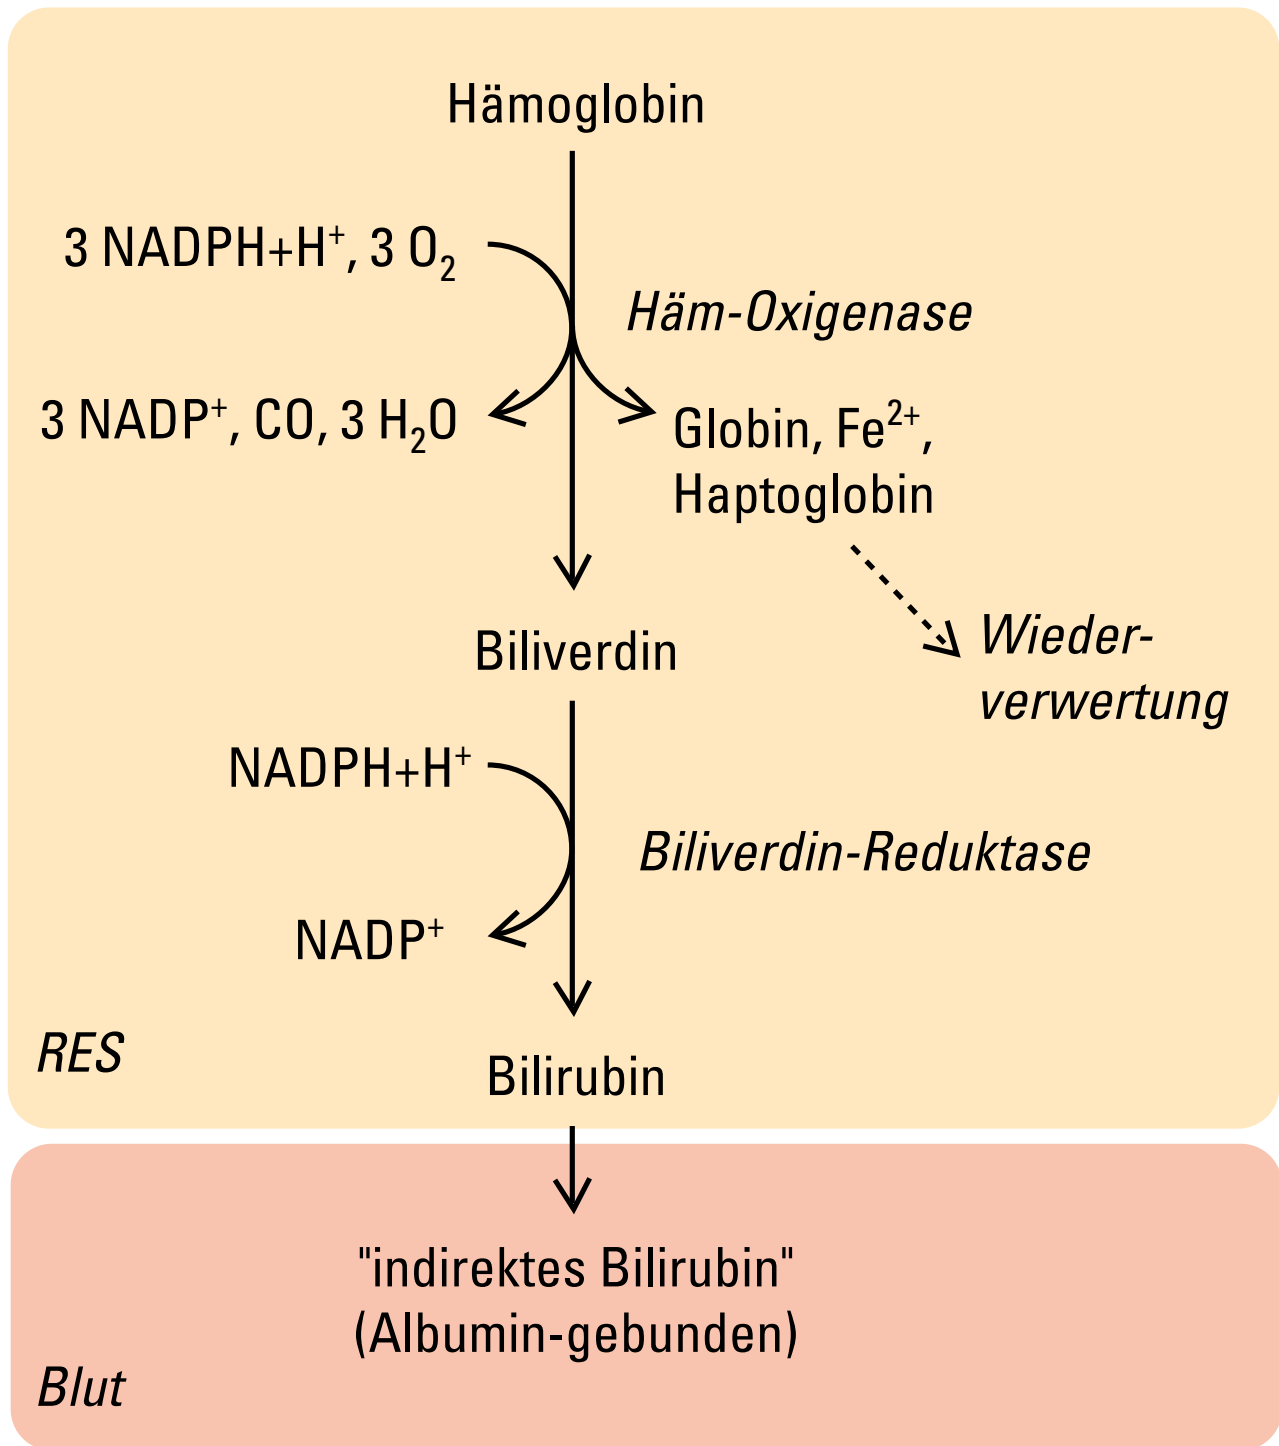 Hämoglobin
3 NADPH+H⁺, 3 O₂
Häm-Oxigenase
3 NADP⁺, CO, 3 H₂O
Globin, Fe²⁺,
Haptoglobin
Wieder-
verwertung
Biliverdin
NADPH+H⁺
Biliverdin-Reduktase
NADP⁺
RES
Bilirubin
"indirektes Bilirubin"
(Albumin-gebunden)
Blut